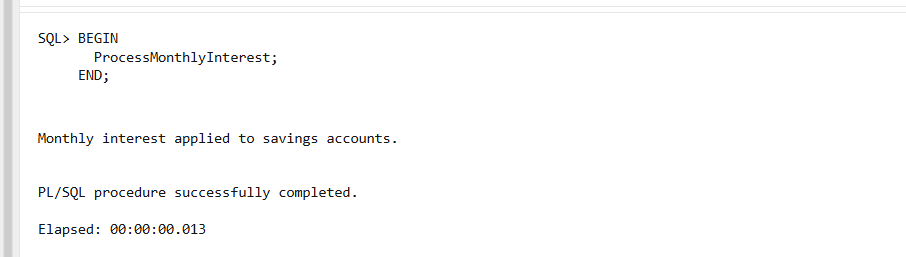 SQL> BEGIN
ProcessMonthlyInterest;
END;
Monthly interest applied to savings accounts.
PL/SQL procedure successfully completed.
Elapsed: 00:00:00.013